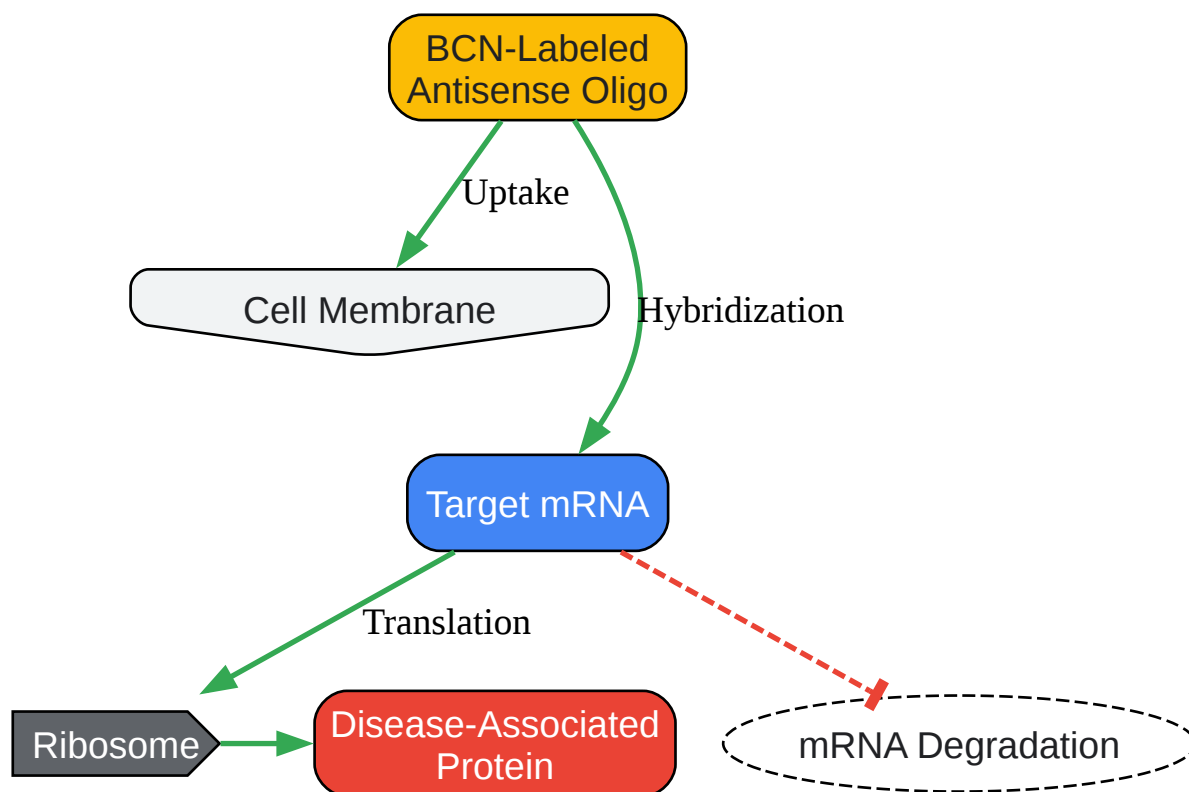 BCN-Labeled
Antisense Oligo
Uptake
Cell Membrane
Hybridization
Target mRNA
Translation
Ribosome
Disease-Associated
Protein
mRNA Degradation